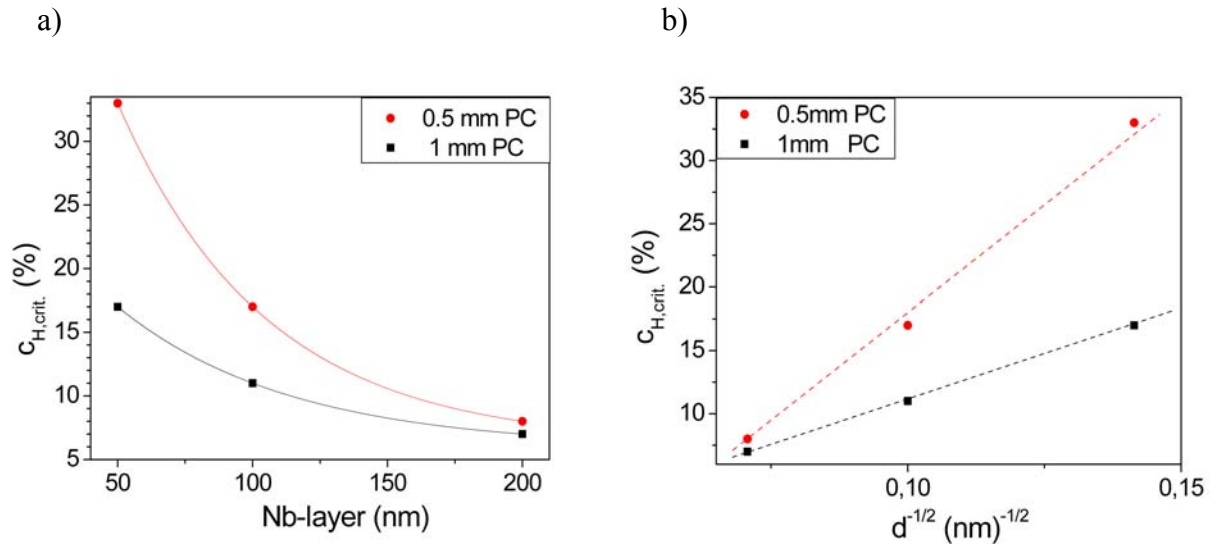 a)
0.5 mm PC
1 mm PC
30
25
20
15
10
5
c_H,crit. (%)
50
100
150
200
Nb-layer (nm)
b)
0.5mm PC
1mm PC
35
30
25
20
15
10
c_H,crit. (%)
0,10
0,15
d^-1/2 (nm)^-1/2